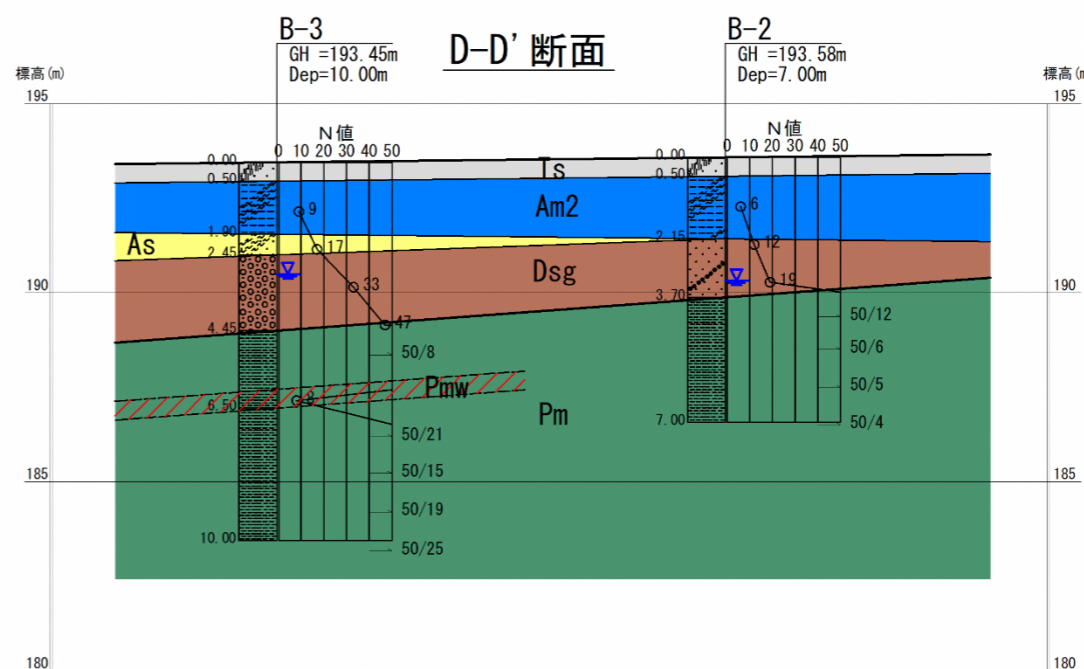 D-D' 断面
B-3
GH =193.45m
Dep=10.00m
B-2
GH =193.58m
Dep=7.00m
標高(m)
標高(m
195
195
N値
0 10 20 30 40 50
N値
0 10 20 30 40 50
0.00
0.50
1.90
2.45
4.45
6.50
10.00
0.00
0.50
2.15
3.70
7.00
Ts
Am2
As
Dsg
Pmw
Pm
9
17
33
47
50/8
50/21
50/15
50/19
50/25
6
12
19
50/12
50/6
50/5
50/4
190
190
185
185
180
180